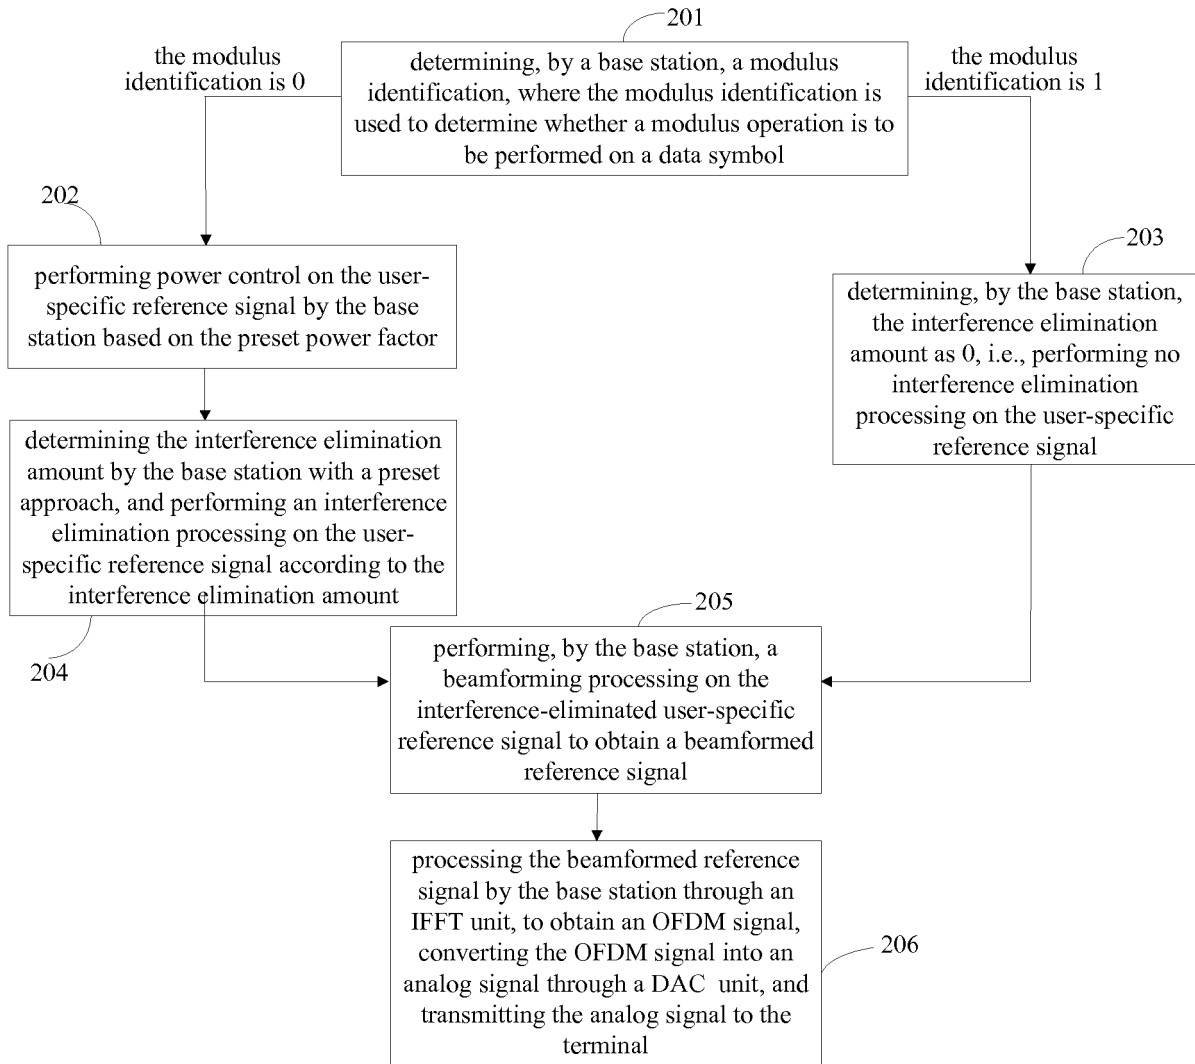 201
the modulus
identification is 0
determining, by a base station, a modulus
identification, where the modulus identification is
used to determine whether a modulus operation is to
be performed on a data symbol
the modulus
identification is 1
202
performing power control on the user-
specific reference signal by the base
station based on the preset power factor
203
determining, by the base station,
the interference elimination
amount as 0, i.e., performing no
interference elimination
processing on the user-specific
reference signal
determining the interference elimination
amount by the base station with a preset
approach, and performing an interference
elimination processing on the user-
specific reference signal according to the
interference elimination amount
204
205
performing, by the base station, a
beamforming processing on the
interference-eliminated user-specific
reference signal to obtain a beamformed
reference signal
processing the beamformed reference
signal by the base station through an
IFFT unit, to obtain an OFDM signal,
converting the OFDM signal into an
analog signal through a DAC unit, and
transmitting the analog signal to the
terminal
206